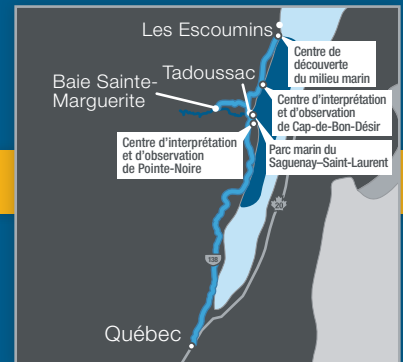 Les Escoumins
Centre de
découverte
du milieu marin
Tadoussac
Baie Sainte-
Marguerite
Centre d'interprétation
et d'observation
de Cap-de-Bon-Désir
Centre d'interprétation
et d'observation
de Pointe-Noire
Parc marin du
Saguenay–Saint-Laurent
138
Québec